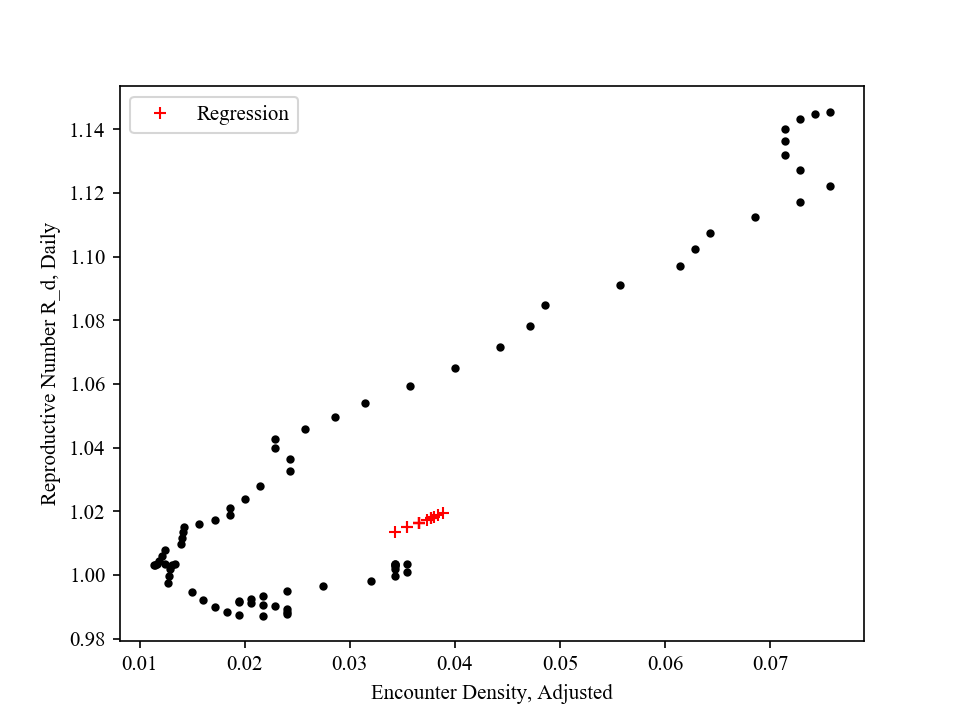 Regression
1.14
1.12
1.10
1.08
1.06
1.04
1.02
1.00
0.98
Reproductive Number R_d, Daily
0.01 0.02 0.03 0.04 0.05 0.06 0.07
Encounter Density, Adjusted